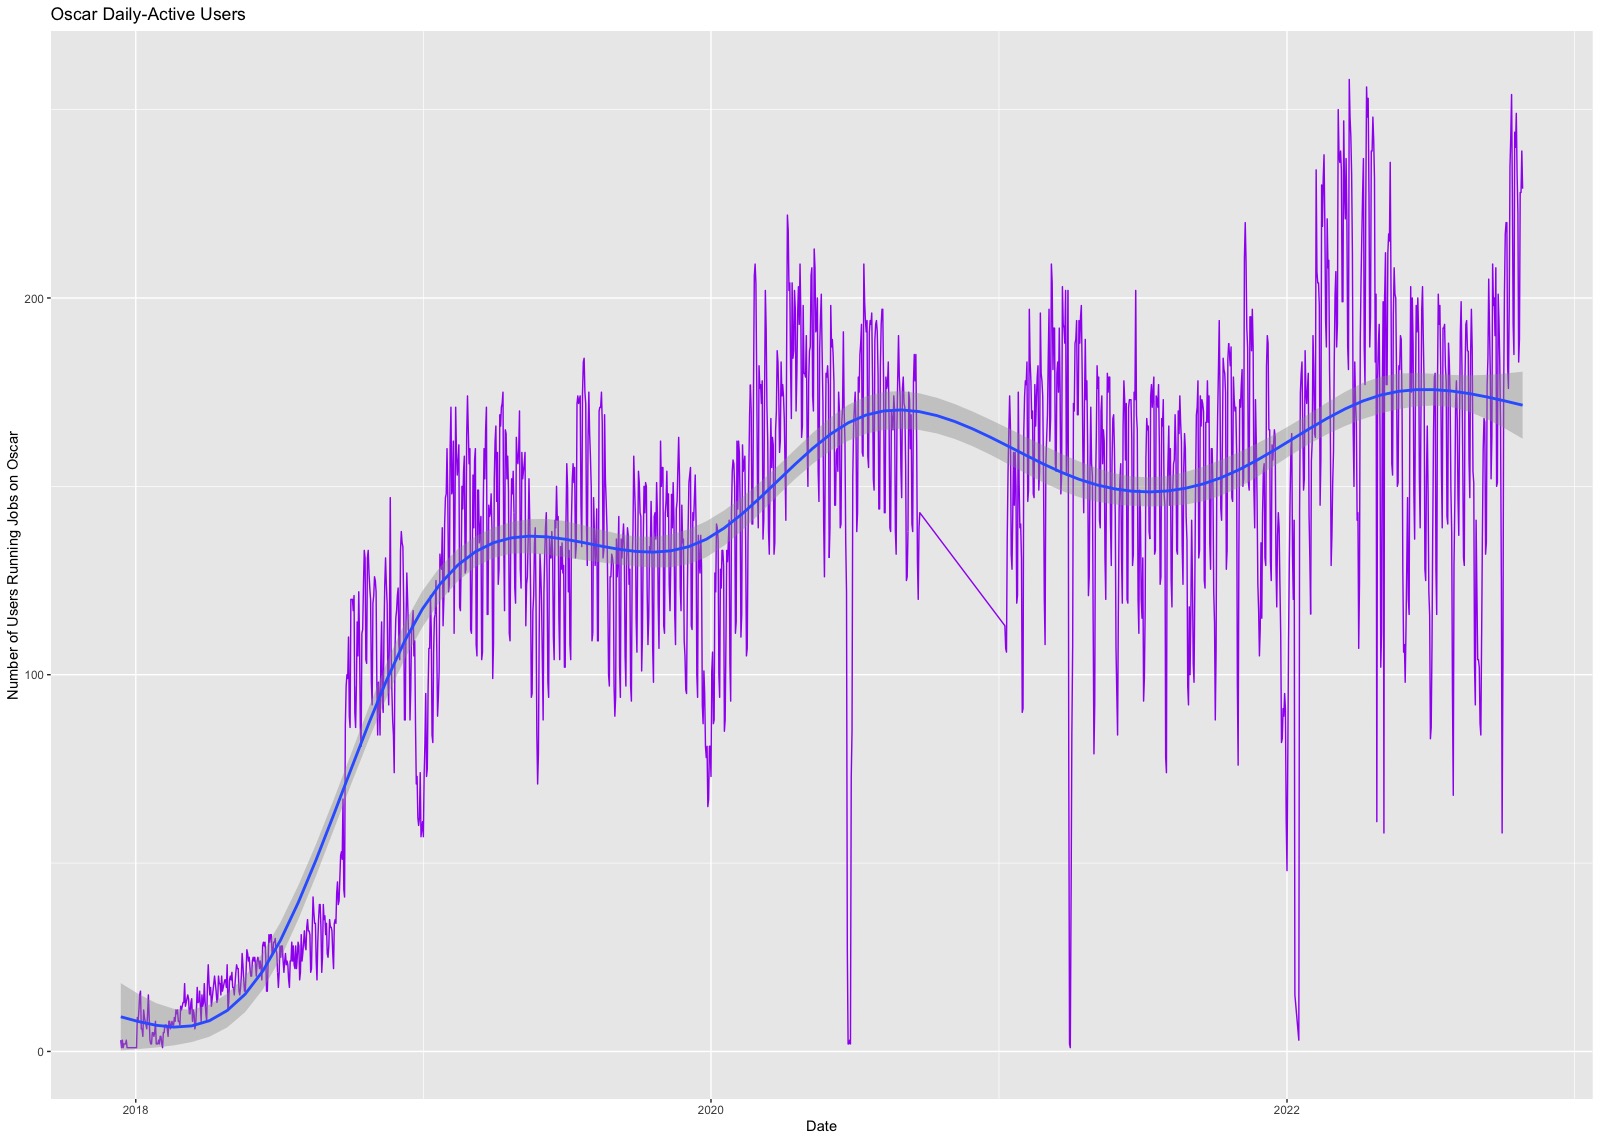 Oscar Daily-Active Users
Number of Users Running Jobs on Oscar
200
100
0
2018
2020
2022
Date